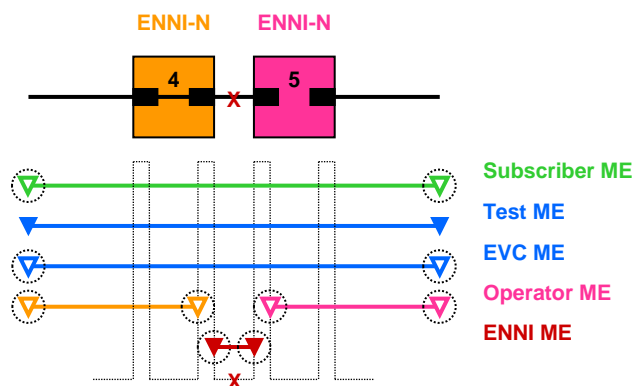 ENNI-N ENNI-N
4 5
x
Subscriber ME
Test ME
EVC ME
Operator ME
ENNI ME
x